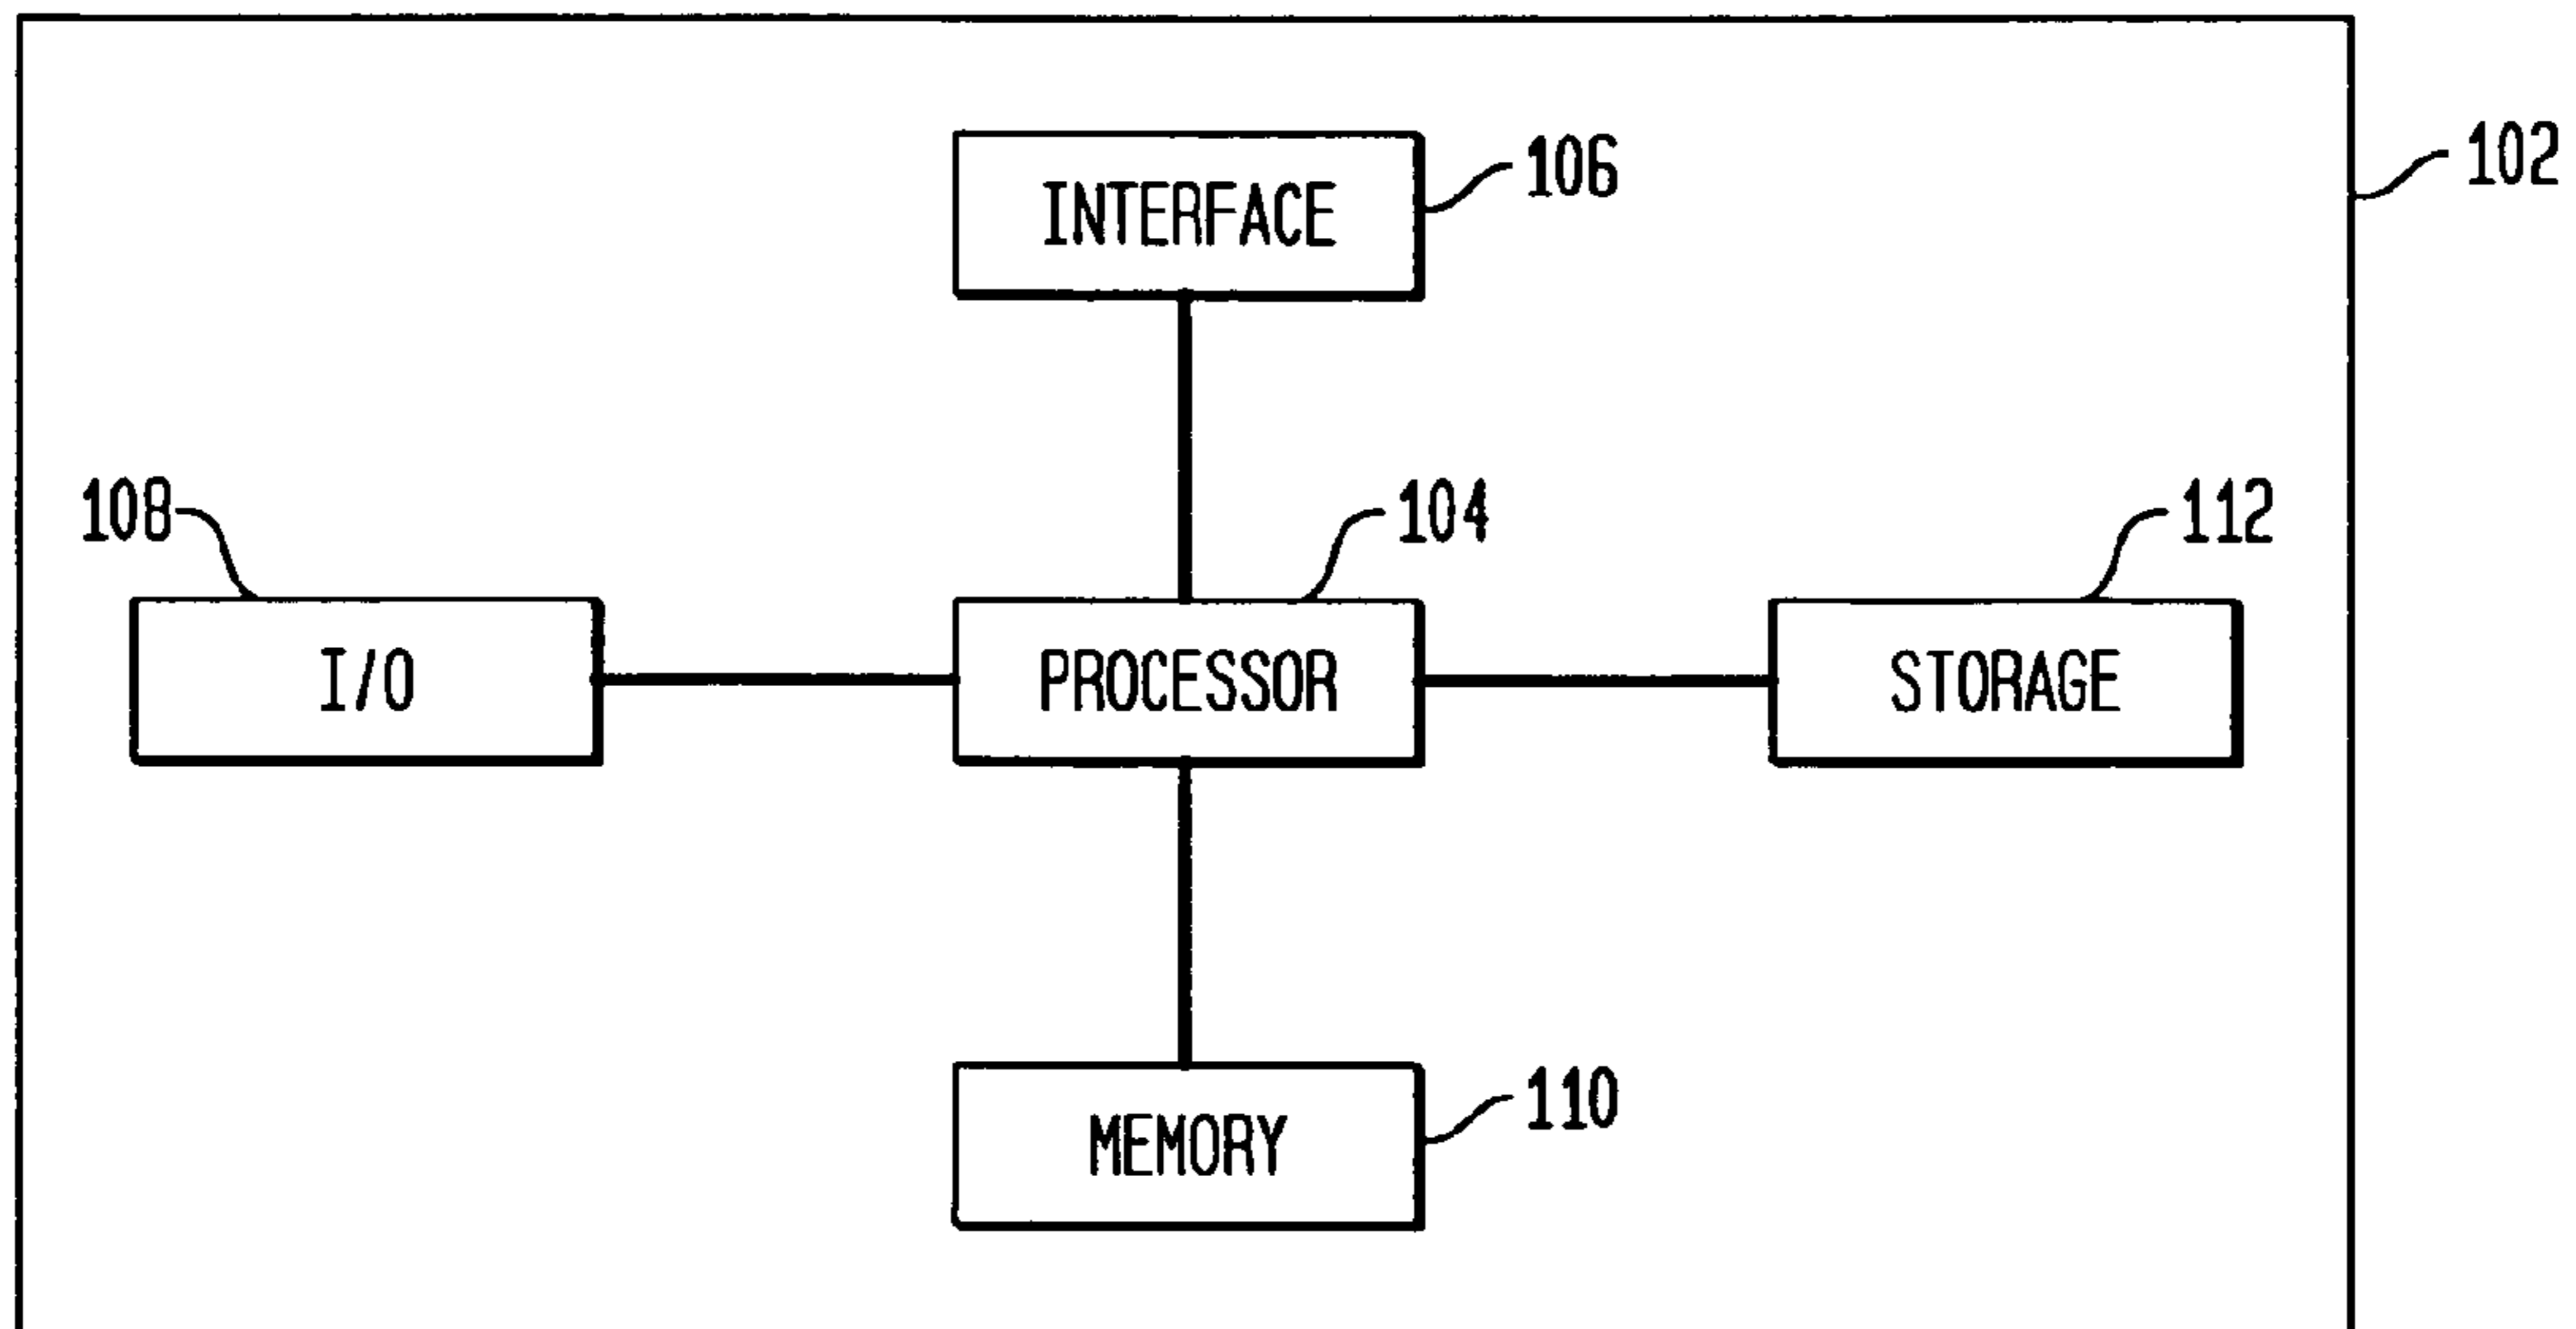 102
106
INTERFACE
108
104
112
I/O
PROCESSOR
STORAGE
110
MEMORY